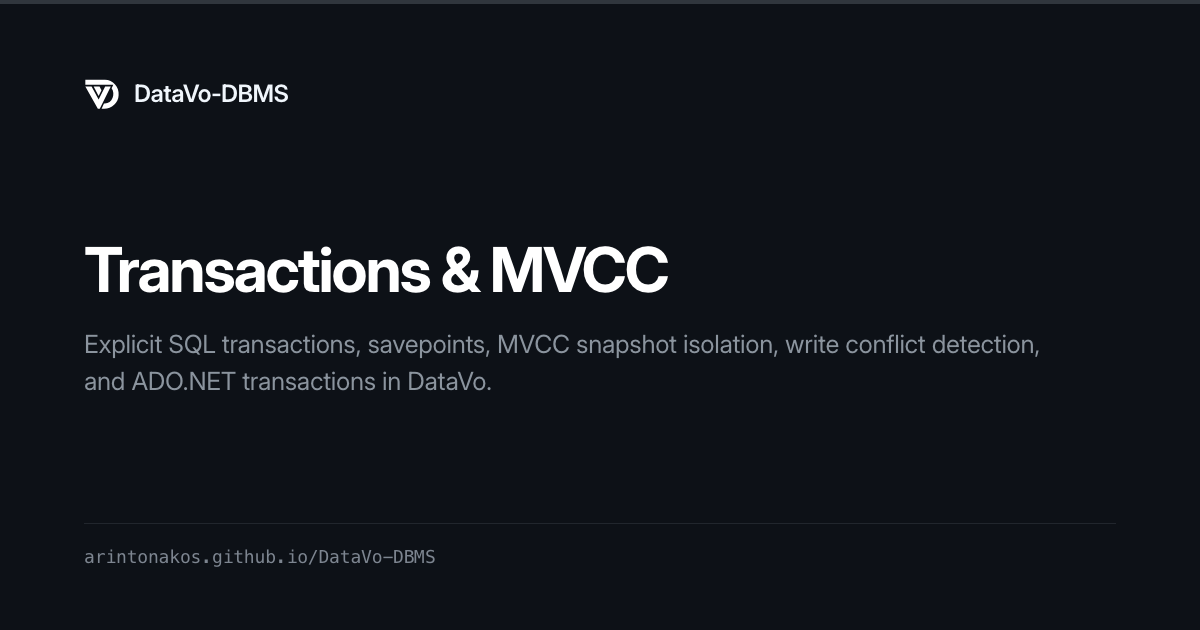 DataVo-DBMS
Transactions & MVCC
Explicit SQL transactions, savepoints, MVCC snapshot isolation, write conflict detection,
and ADO.NET transactions in DataVo.
arintonakos.github.io/DataVo-DBMS